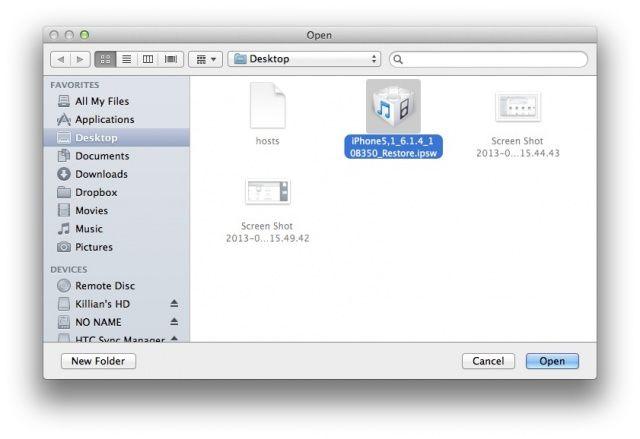 Open
Desktop
FAVORITES
All My Files
Applications
Desktop
Documents
Downloads
Dropbox
Movies
Music
Pictures
DEVICES
Remote Disc
Killian's HD
NO NAME
HTC Sync Manager
hosts
iPhone5,1_6.1.4_1
0B350_Restore.ipsw
Screen Shot
2013-0...15.44.43
Screen Shot
2013-0...15.49.42
New Folder
Cancel
Open